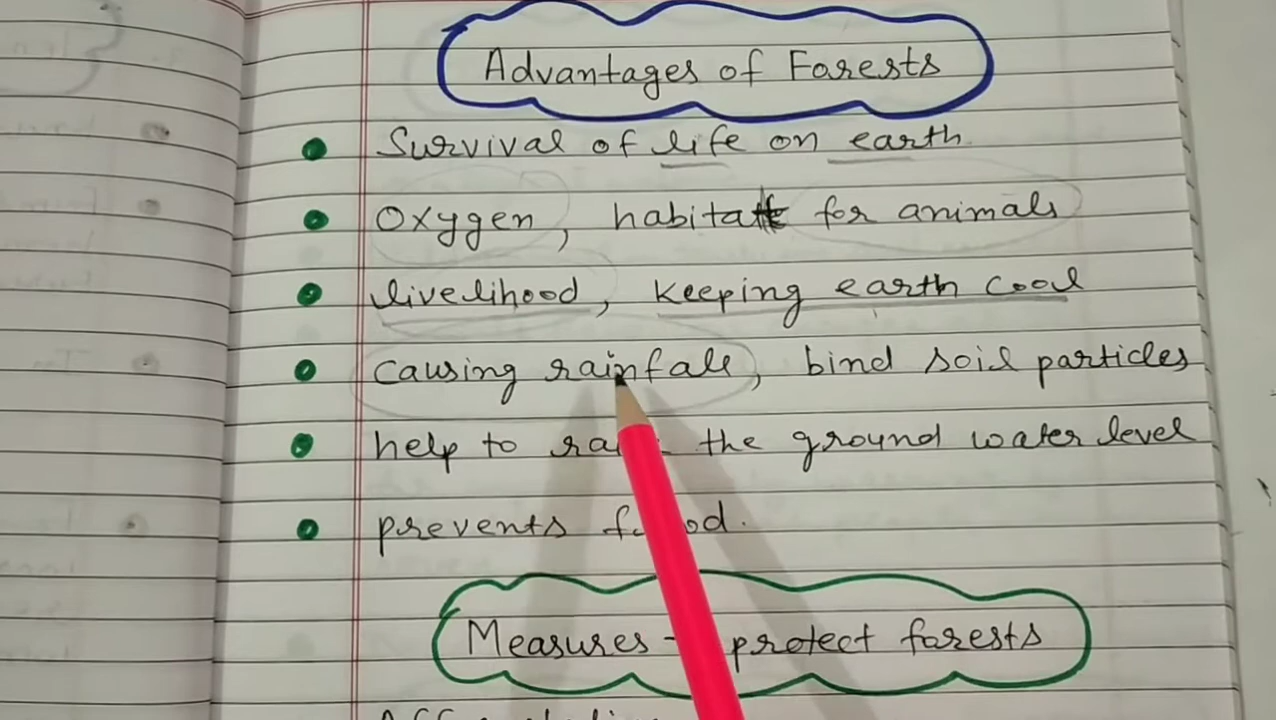 Advantages of Forests
Survival of life on earth.
Oxygen, habitat for animals
livelihood, keeping earth cool
causing rainfall, bind soil particles
help to the ground water level
prevents
Measures protect forests